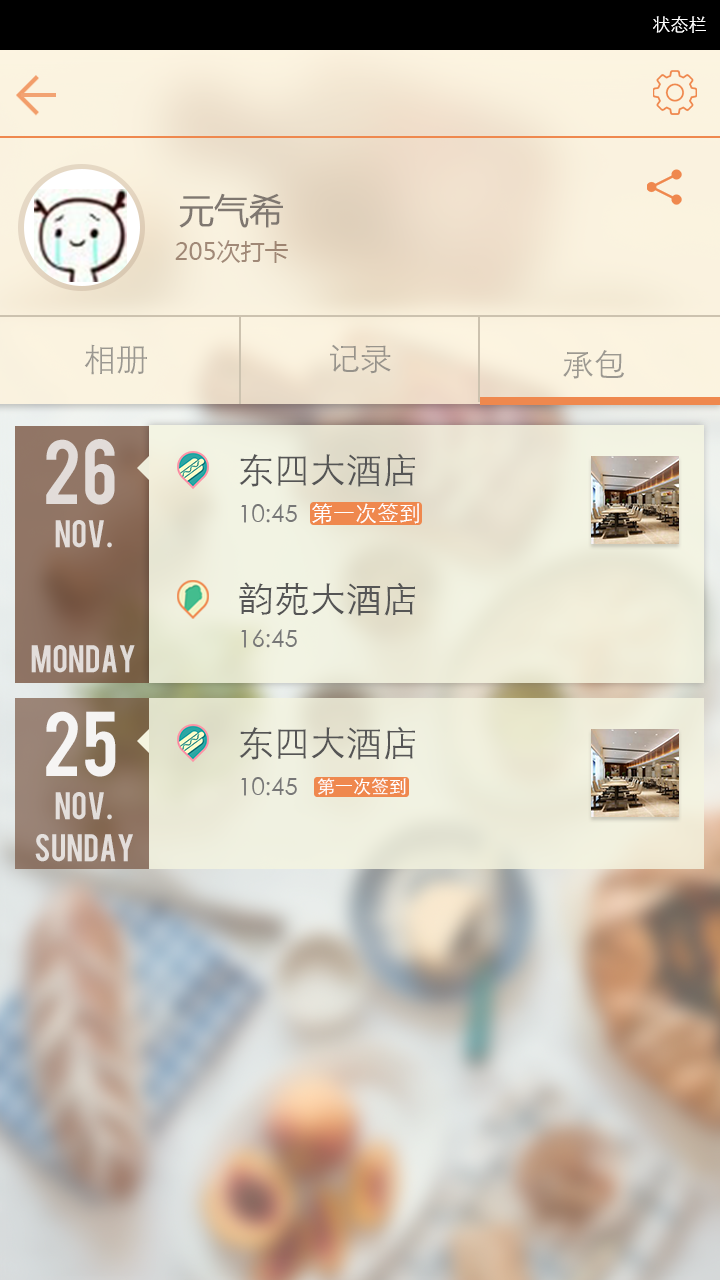 状态栏
元气希
205次打卡
相册
记录
承包
26
NOV.
MONDAY
东四大酒店
10:45 第一次签到
韵苑大酒店
16:45
25
NOV.
SUNDAY
东四大酒店
10:45 第一次签到